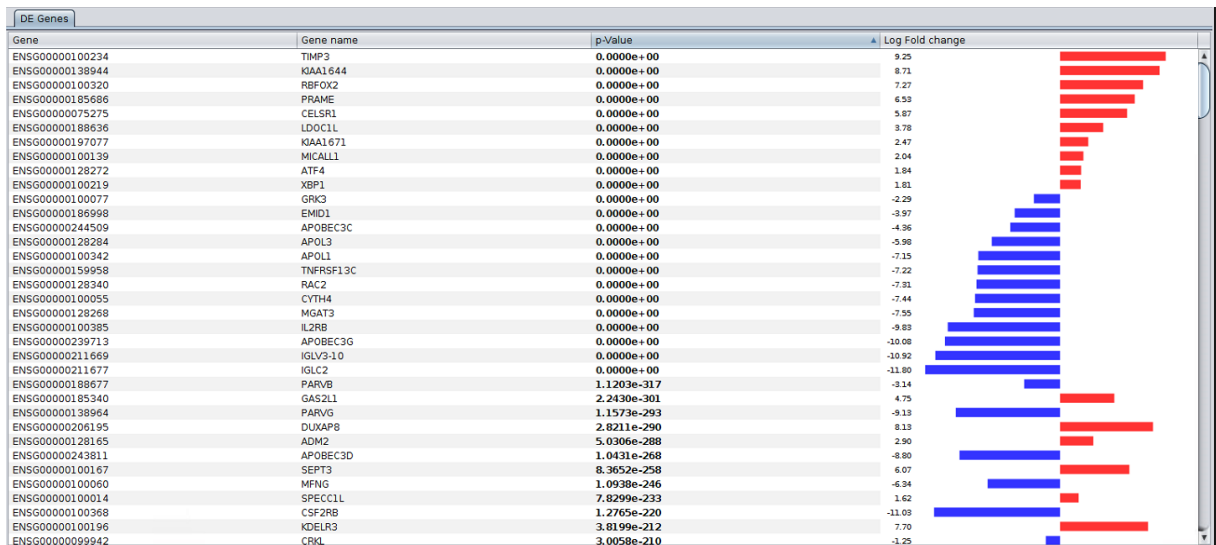 DE Genes
Gene Gene name p-Value Log Fold change
ENSG00000100234 TIMP3 0.0000e+00 9.25
ENSG00000138944 KIAA1644 0.0000e+00 8.71
ENSG00000100320 RBFOX2 0.0000e+00 7.27
ENSG00000185686 PRAME 0.0000e+00 6.53
ENSG00000075275 CELSR1 0.0000e+00 5.87
ENSG00000188636 LDOC1L 0.0000e+00 3.78
ENSG00000197077 KIAA1671 0.0000e+00 2.47
ENSG00000100139 MICALL1 0.0000e+00 2.04
ENSG00000128272 ATF4 0.0000e+00 1.84
ENSG00000100219 XBP1 0.0000e+00 1.81
ENSG00000100077 GRK3 0.0000e+00 -2.29
ENSG00000186998 EMID1 0.0000e+00 -3.97
ENSG00000244509 APOBEC3C 0.0000e+00 -4.36
ENSG00000128284 APOL3 0.0000e+00 -5.98
ENSG00000100342 APOL1 0.0000e+00 -7.15
ENSG00000159958 TNFRSF13C 0.0000e+00 -7.22
ENSG00000128340 RAC2 0.0000e+00 -7.31
ENSG00000100055 CYTH4 0.0000e+00 -7.44
ENSG00000128268 MGAT3 0.0000e+00 -7.55
ENSG00000100385 IL2RB 0.0000e+00 -9.83
ENSG00000239713 APOBEC3G 0.0000e+00 -10.08
ENSG00000211669 IGLV3-10 0.0000e+00 -10.92
ENSG00000211677 IGLC2 0.0000e+00 -11.80
ENSG00000188677 PARVB 1.1203e-317 -3.14
ENSG00000185340 GAS2L1 2.2430e-301 4.75
ENSG00000138964 PARVG 1.1573e-293 -9.13
ENSG00000206195 DUXAP8 2.8211e-290 8.13
ENSG00000128165 ADM2 5.0306e-288 2.90
ENSG00000243811 APOBEC3D 1.0431e-268 -8.80
ENSG00000100167 SEPT3 8.3652e-258 6.07
ENSG00000100060 MFNG 1.0938e-246 -6.34
ENSG00000100014 SPECC1L 7.8299e-233 1.62
ENSG00000100368 CSF2RB 1.2765e-220 -11.03
ENSG00000100196 KDELR3 3.8199e-212 7.70
ENSG00000099942 CRKL 3.0058e-210 -1.25